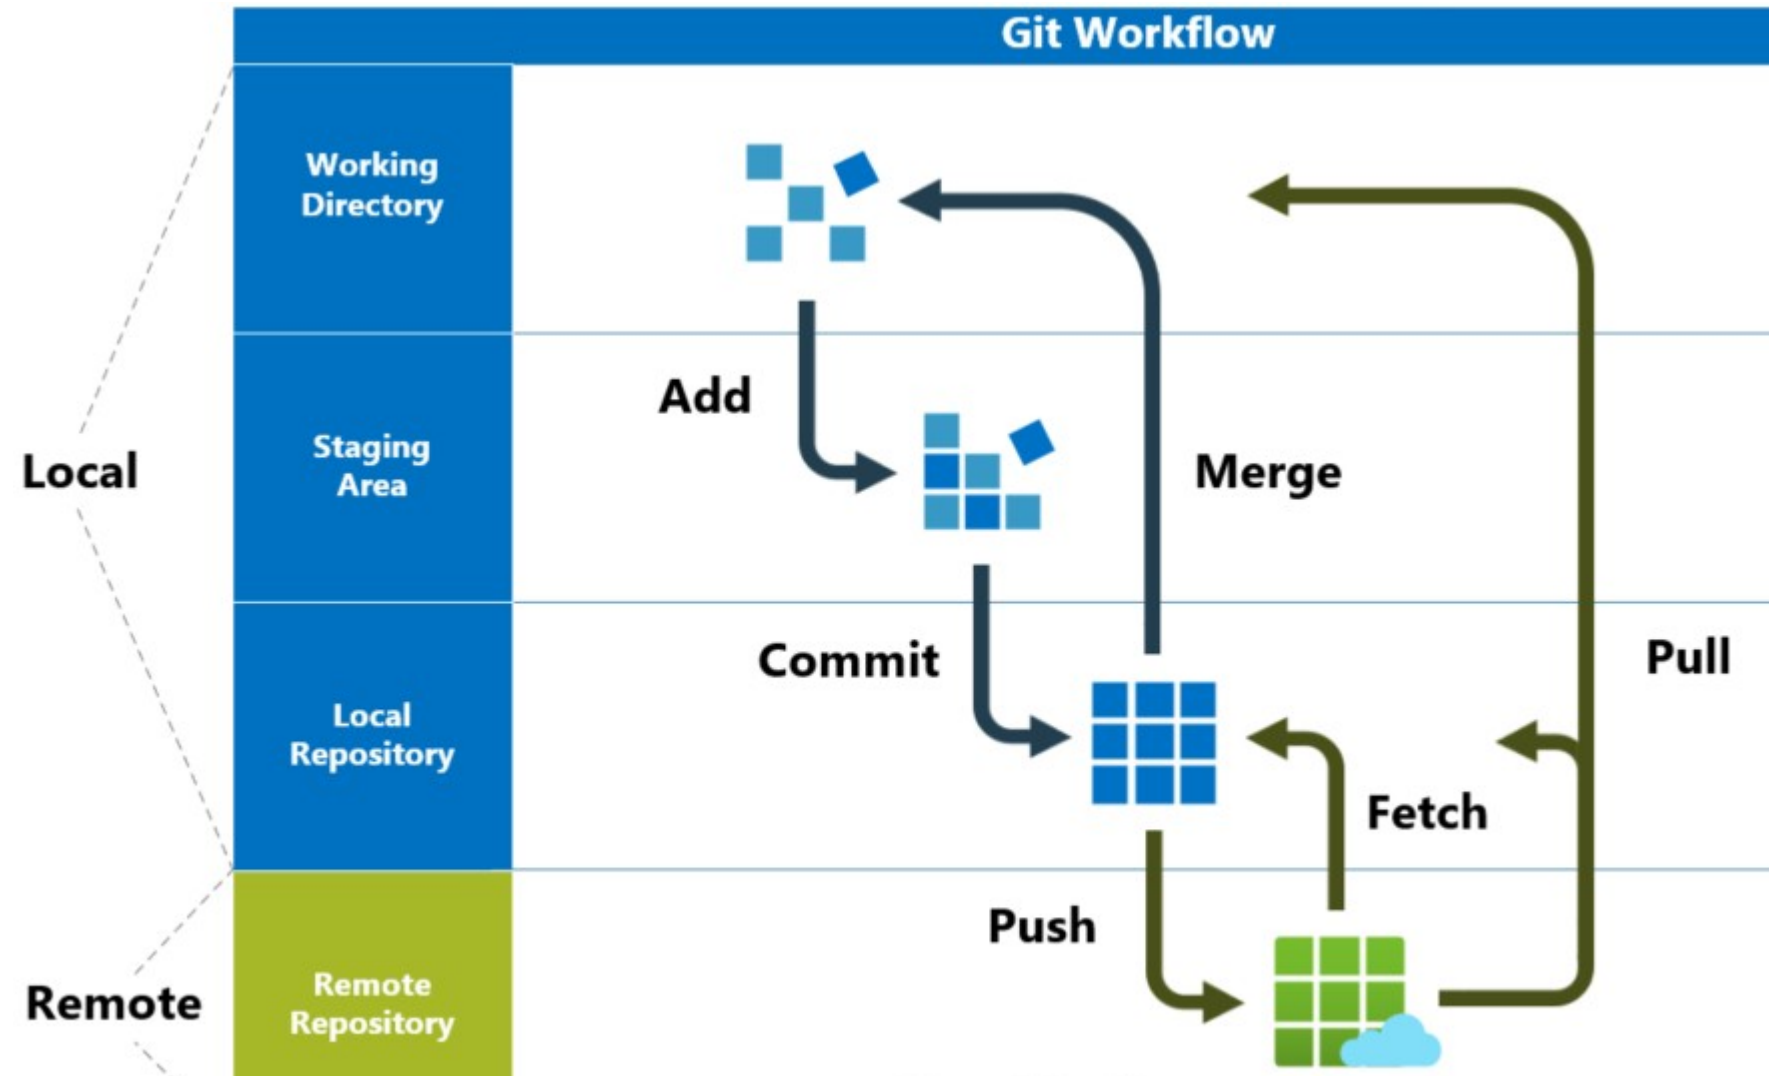 Git Workflow
Working
Directory
Add
Staging
Area
Local
Merge
Commit
Pull
Local
Repository
Fetch
Push
Remote
Remote
Repository